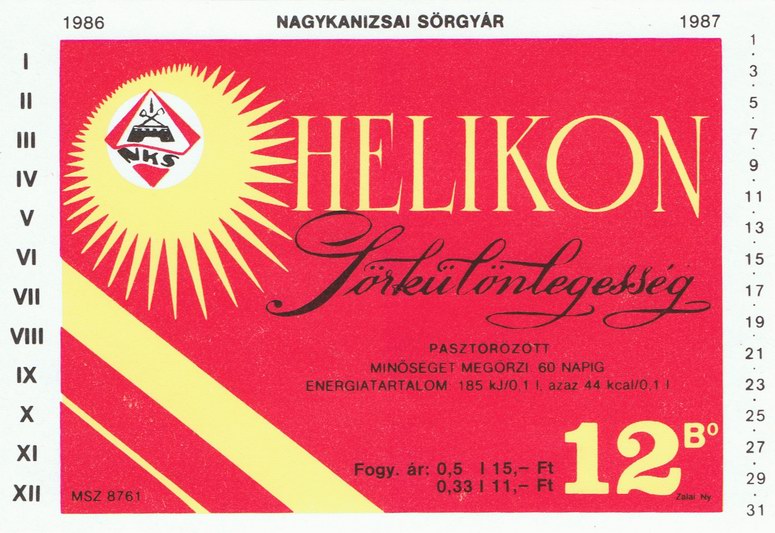 1986 NAGYKANIZSAI SÖRGYÁR 1987
I
II
III
IV
V
VI
VII
VIII
IX
X
XI
XII
NKS
HELIKON
Sörkülönlegesség
PASZTŐRÖZÖTT
MINŐSÉGÉT MEGŐRZI 60 NAPIG
ENERGIATARTALOM 185 kJ/0,1 l, azaz 44 kcal/0,1 l
12 B⁰
Fogy. ár: 0,5 l 15,– Ft
0,33 l 11,– Ft
MSZ 8761
Zalai Ny.
1
.
3
.
5
.
7
.
9
.
11
.
13
.
15
.
17
.
19
.
21
.
23
.
25
.
27
.
29
.
31